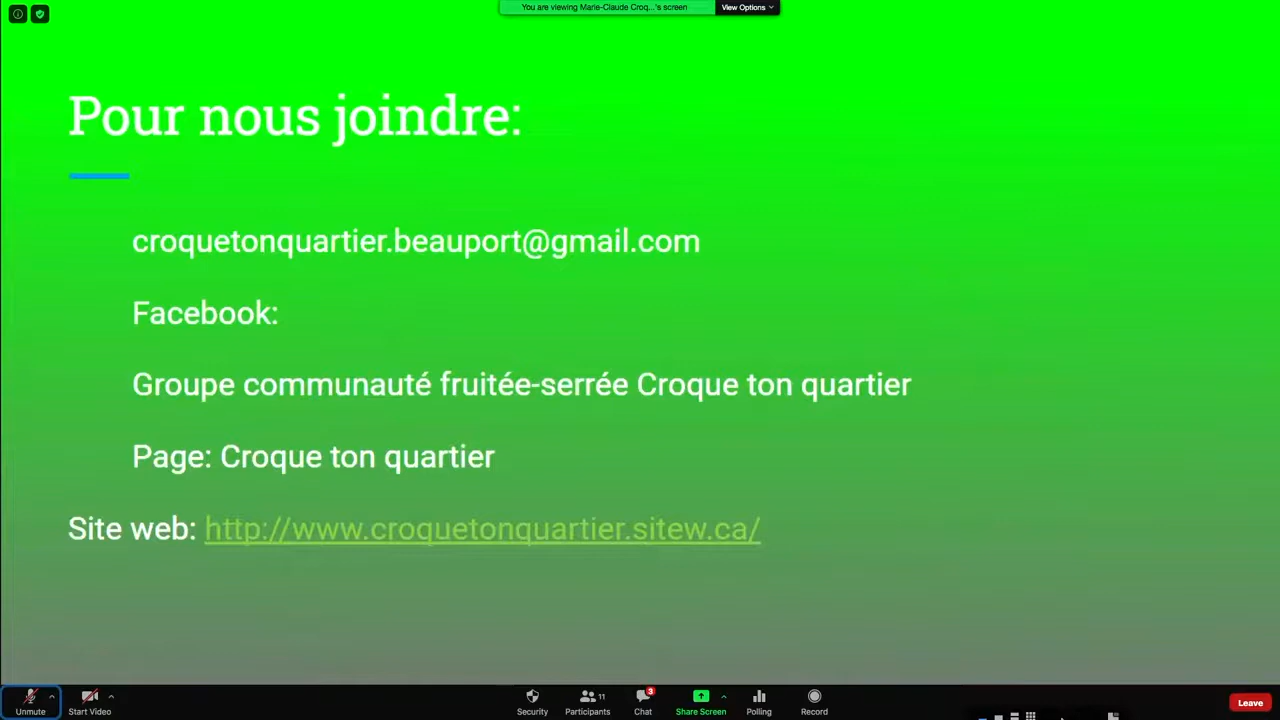 You are viewing Marie-Claude Croq...'s screen
View Options
Pour nous joindre:
croquetonquartier.beauport@gmail.com
Facebook:
Groupe communauté fruitée-serrée Croque ton quartier
Page: Croque ton quartier
Site web: http://www.croquetonquartier.sitew.ca/
Unmute
Start Video
Security
Participants
11
Chat
3
Share Screen
Polling
Record
Leave